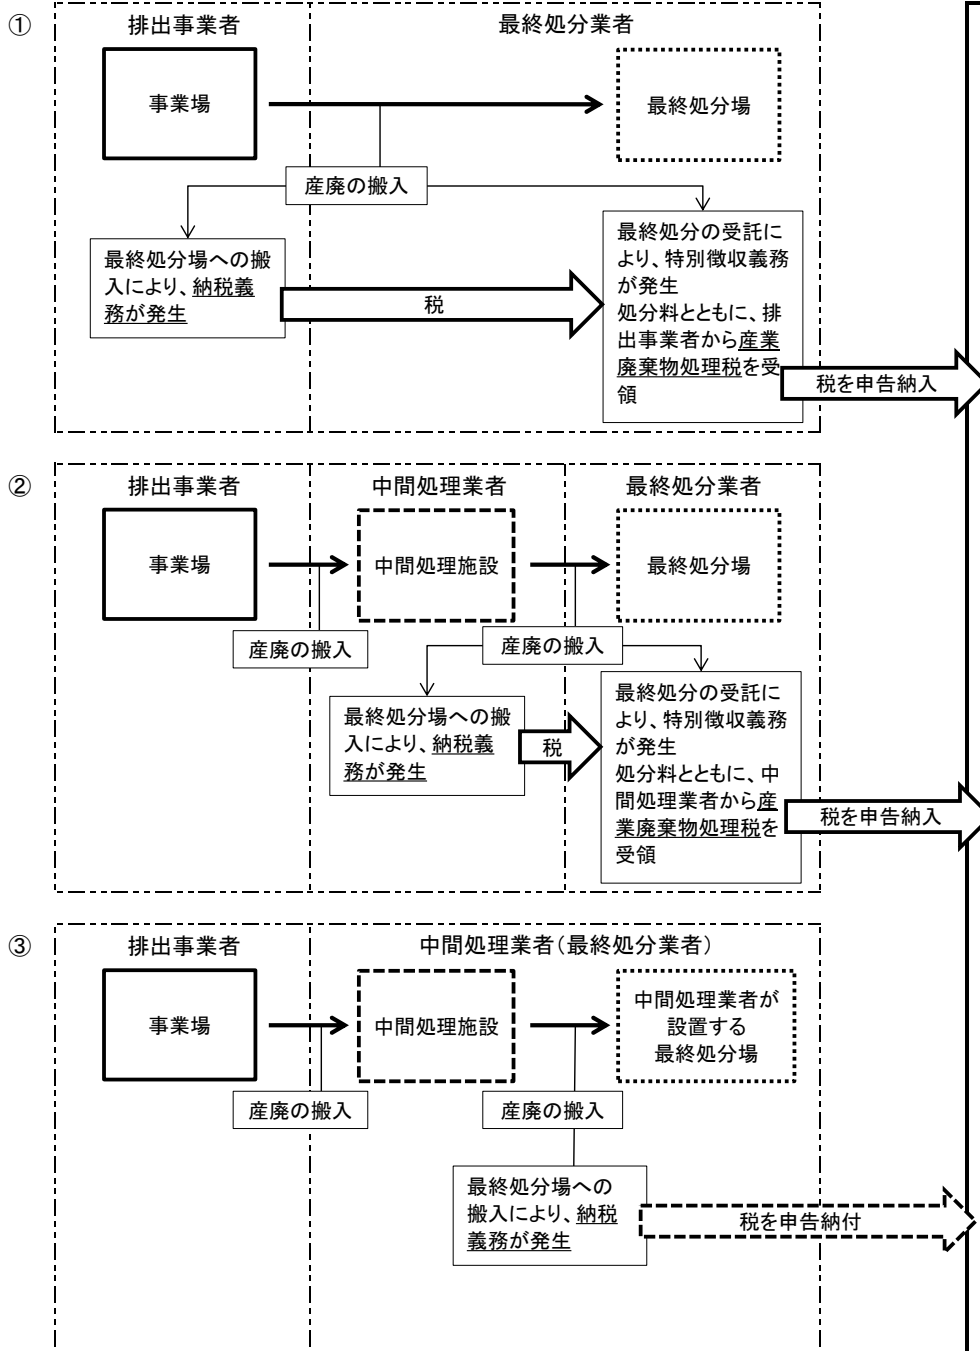 ①
排出事業者
最終処分業者
事業場
最終処分場
産廃の搬入
最終処分場への搬
入により、納税義
務が発生
税
最終処分の受託に
より、特別徴収義務
が発生
処分料とともに、排
出事業者から産業
廃棄物処理税を受
領
税を申告納入
②
排出事業者
中間処理業者
最終処分業者
事業場
中間処理施設
最終処分場
産廃の搬入
産廃の搬入
最終処分場への搬
入により、納税義
務が発生
税
最終処分の受託に
より、特別徴収義務
が発生
処分料とともに、中
間処理業者から産
業廃棄物処理税を
受領
税を申告納入
③
排出事業者
中間処理業者(最終処分業者)
事業場
中間処理施設
中間処理業者が
設置する
最終処分場
産廃の搬入
産廃の搬入
最終処分場への
搬入により、納税
義務が発生
税を申告納付